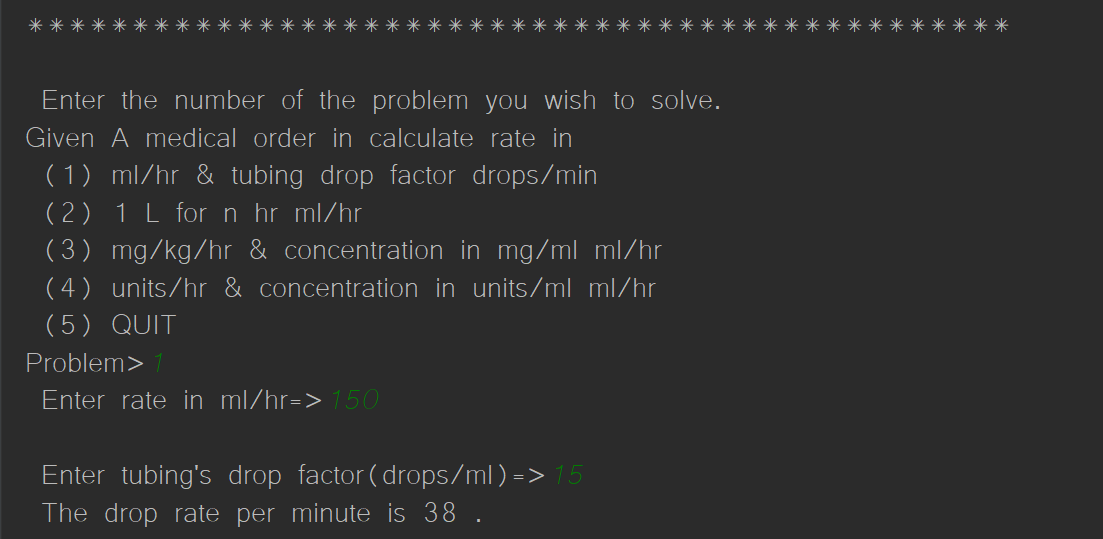 ***********************************************
Enter the number of the problem you wish to solve.
Given A medical order in calculate rate in
(1) ml/hr & tubing drop factor drops/min
(2) 1 L for n hr ml/hr
(3) mg/kg/hr & concentration in mg/ml ml/hr
(4) units/hr & concentration in units/ml ml/hr
(5) QUIT
Problem>1
Enter rate in ml/hr=>150
Enter tubing's drop factor(drops/ml)=>15
The drop rate per minute is 38 .